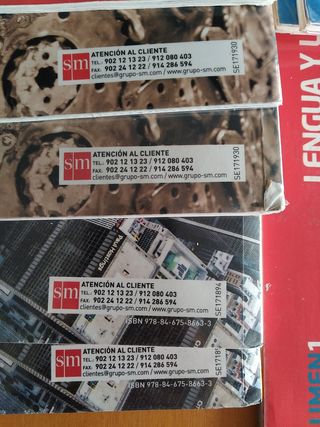 sm
ATENCIÓN AL CLIENTE
TEL.: 902 12 13 23 / 912 080 403
FAX: 902 24 12 22 / 914 286 594
clientes@grupo-sm.com / www.grupo-sm.com
SE171930
sm
ATENCIÓN AL CLIENTE
TEL.: 902 12 13 23 / 912 080 403
FAX: 902 24 12 22 / 914 286 594
clientes@grupo-sm.com / www.grupo-sm.com
SE171930
Paul Hastings
sm
ATENCIÓN AL CLIENTE
TEL.: 902 12 13 23 / 912 080 403
FAX: 902 24 12 22 / 914 286 594
clientes@grupo-sm.com / www.grupo-sm.com
SE171894
ISBN 978-84-675-8663-3
sm
ATENCIÓN AL CLIENTE
TEL.: 902 12 13 23 / 912 080 403
FAX: 902 24 12 22 / 914 286 594
clientes@grupo-sm.com / www.grupo-sm.com
ISBN 978-84-675-8663-3
LENGUA Y